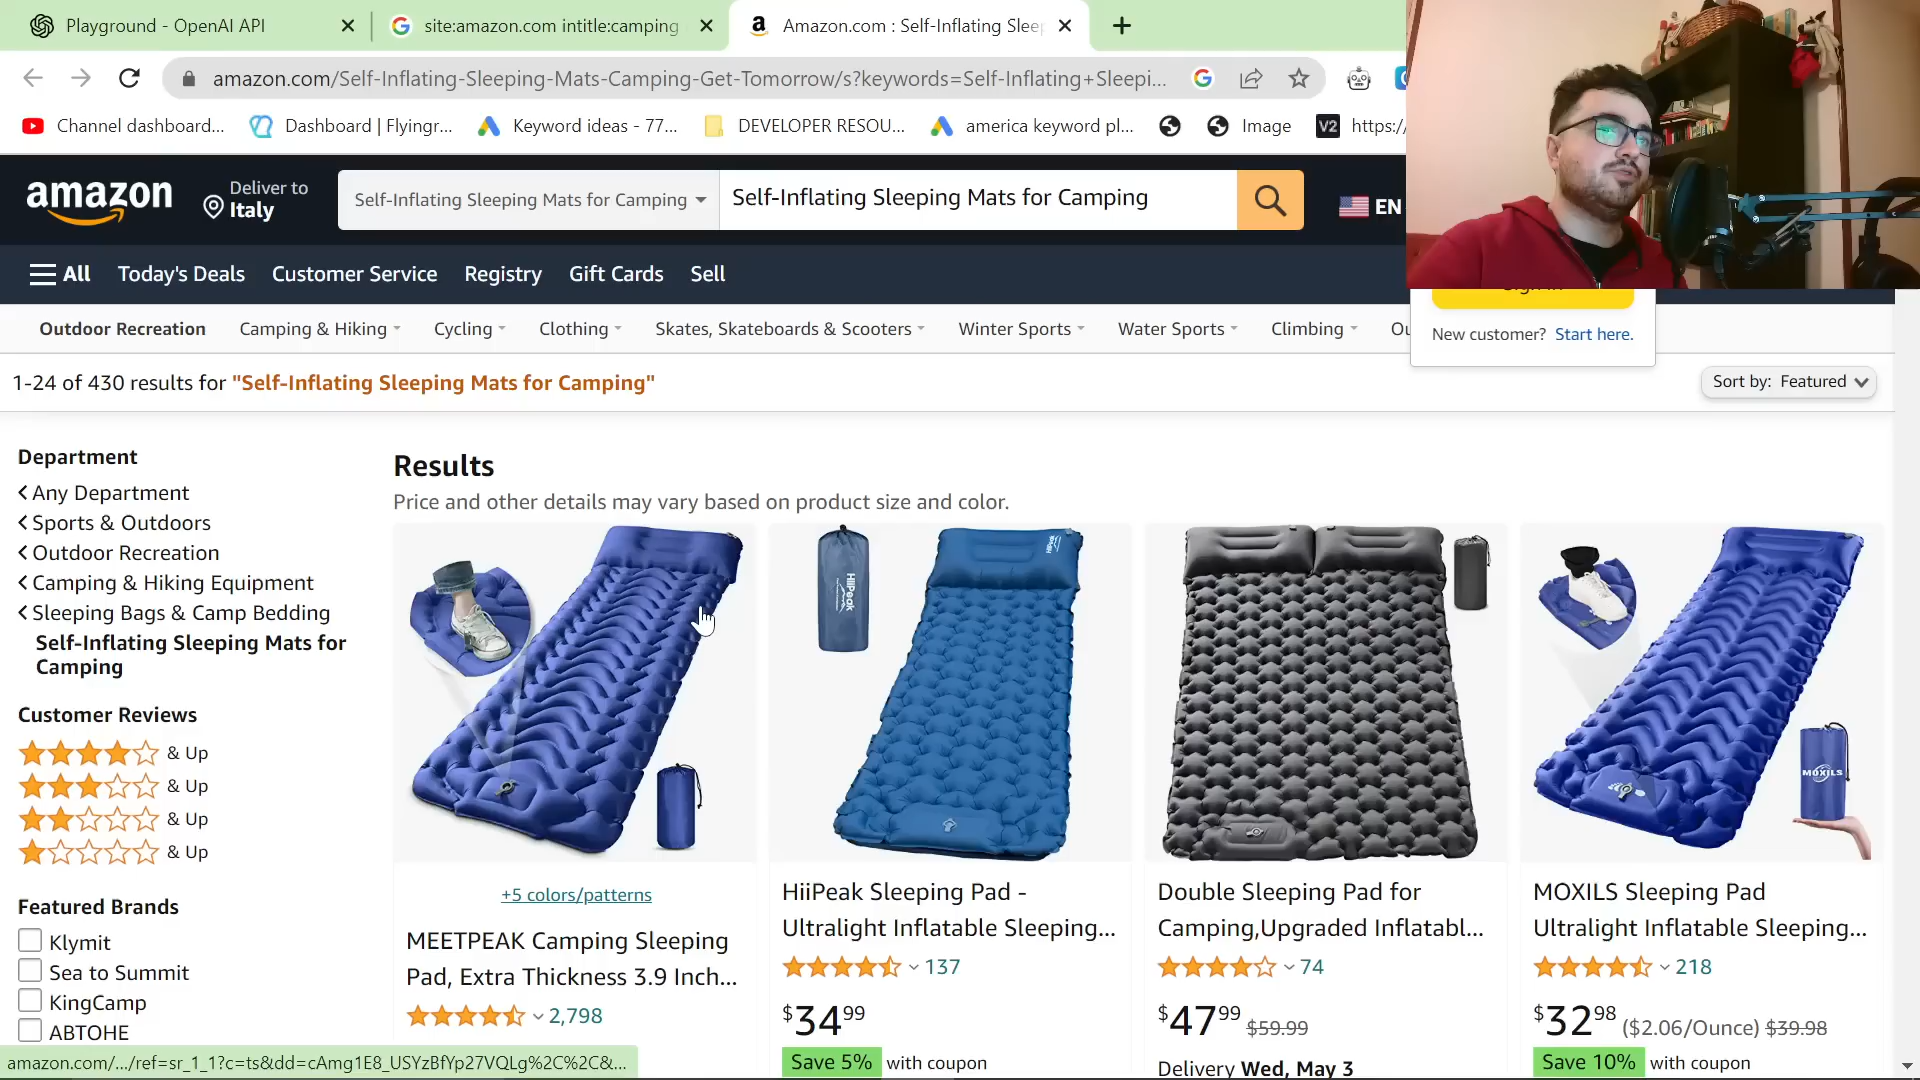 Playground - OpenAI API
site:amazon.com intitle:camping
Amazon.com : Self-Inflating Slee
amazon.com/Self-Inflating-Sleeping-Mats-Camping-Get-Tomorrow/s?keywords=Self-Inflating+Sleepi...
Channel dashboard...
Dashboard | Flyingr...
Keyword ideas - 77...
DEVELOPER RESOU...
america keyword pl...
Image
V2
https:/
amazon
Deliver to
Italy
Self-Inflating Sleeping Mats for Camping
Self-Inflating Sleeping Mats for Camping
EN
All
Today's Deals
Customer Service
Registry
Gift Cards
Sell
New customer? Start here.
Outdoor Recreation
Camping & Hiking
Cycling
Clothing
Skates, Skateboards & Scooters
Winter Sports
Water Sports
Climbing
Ou
1-24 of 430 results for "Self-Inflating Sleeping Mats for Camping"
Sort by: Featured
Department
Any Department
Sports & Outdoors
Outdoor Recreation
Camping & Hiking Equipment
Sleeping Bags & Camp Bedding
Self-Inflating Sleeping Mats for
Camping
Customer Reviews
& Up
& Up
& Up
& Up
Featured Brands
Klymit
Sea to Summit
KingCamp
ABTOHE
Results
Price and other details may vary based on product size and color.
HiiPeak
HiiPeak
MOXILS
+5 colors/patterns
MEETPEAK Camping Sleeping
Pad, Extra Thickness 3.9 Inch...
2,798
HiiPeak Sleeping Pad -
Ultralight Inflatable Sleeping...
137
$34.99
Save 5% with coupon
Double Sleeping Pad for
Camping,Upgraded Inflatabl...
74
$47.99 $59.99
Delivery Wed, May 3
MOXILS Sleeping Pad
Ultralight Inflatable Sleeping...
218
$32.98 ($2.06/Ounce) $39.98
Save 10% with coupon
amazon.com/.../ref=sr_1_1?c=ts&dd=cAmg1E8_USYzBfYp27VQLg%2C%2C&...